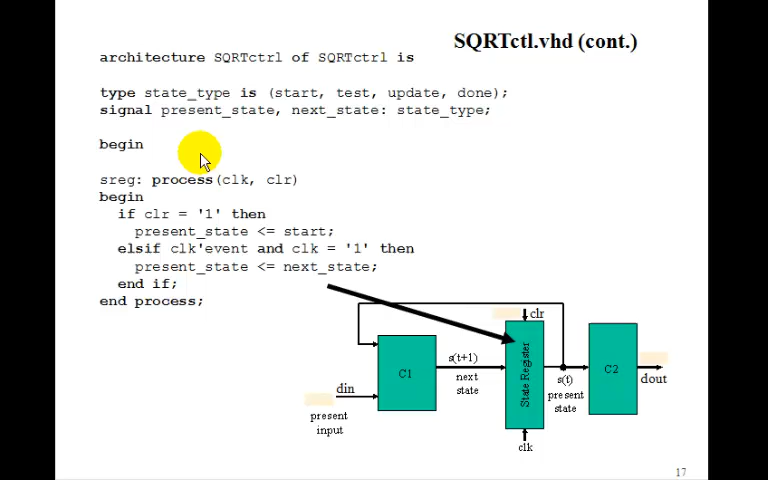 SQRTctl.vhd (cont.)
architecture SQRTctrl of SQRTctrl is
type state_type is (start, test, update, done);
signal present_state, next_state: state_type;
begin
sreg: process(clk, clr)
begin
if clr = '1' then
present_state <= start;
elsif clk'event and clk = '1' then
present_state <= next_state;
end if;
end process;
clr
State Register
C1
s(t+1)
next
state
s(t)
present
state
C2
dout
din
present
input
clk
17